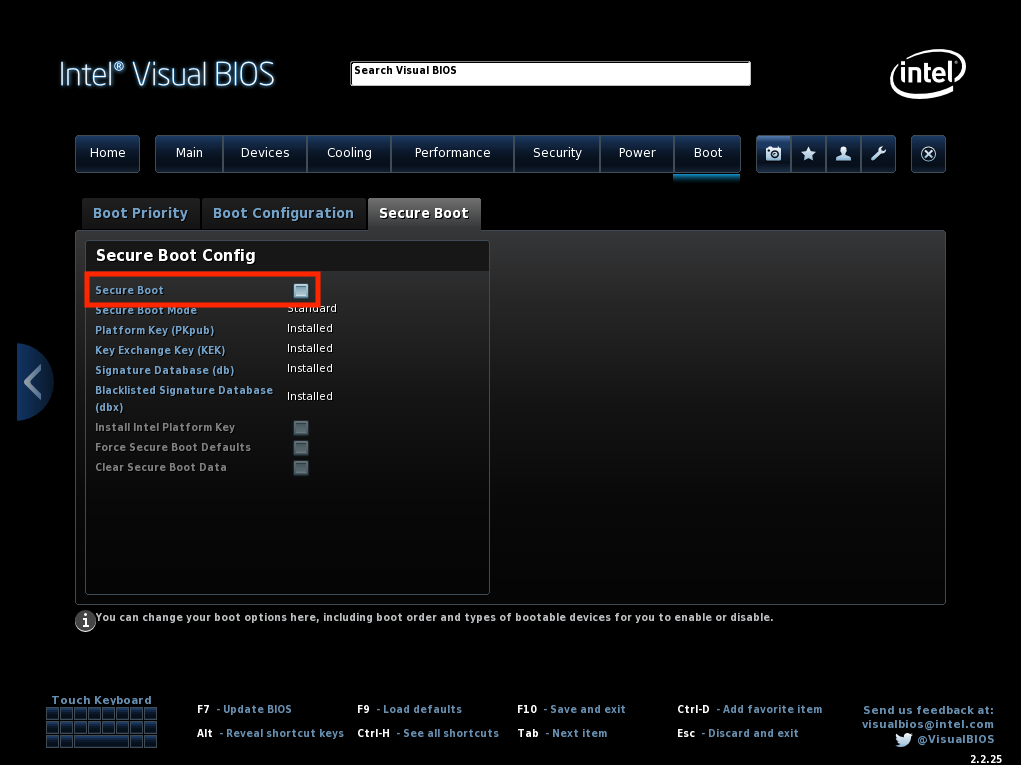 Intel® Visual BIOS
Search Visual BIOS
intel
Home
Main
Devices
Cooling
Performance
Security
Power
Boot
Boot Priority
Boot Configuration
Secure Boot
Secure Boot Config
Secure Boot
Secure Boot Mode Standard
Platform Key (PKpub) Installed
Key Exchange Key (KEK) Installed
Signature Database (db) Installed
Blacklisted Signature Database
(dbx) Installed
Install Intel Platform Key
Force Secure Boot Defaults
Clear Secure Boot Data
You can change your boot options here, including boot order and types of bootable devices for you to enable or disable.
Touch Keyboard
F7 - Update BIOS
F9 - Load defaults
F10 - Save and exit
Ctrl-D - Add favorite item
Alt - Reveal shortcut keys
Ctrl-H - See all shortcuts
Tab - Next item
Esc - Discard and exit
Send us feedback at:
visualbios@intel.com
@VisualBIOS
2.2.25